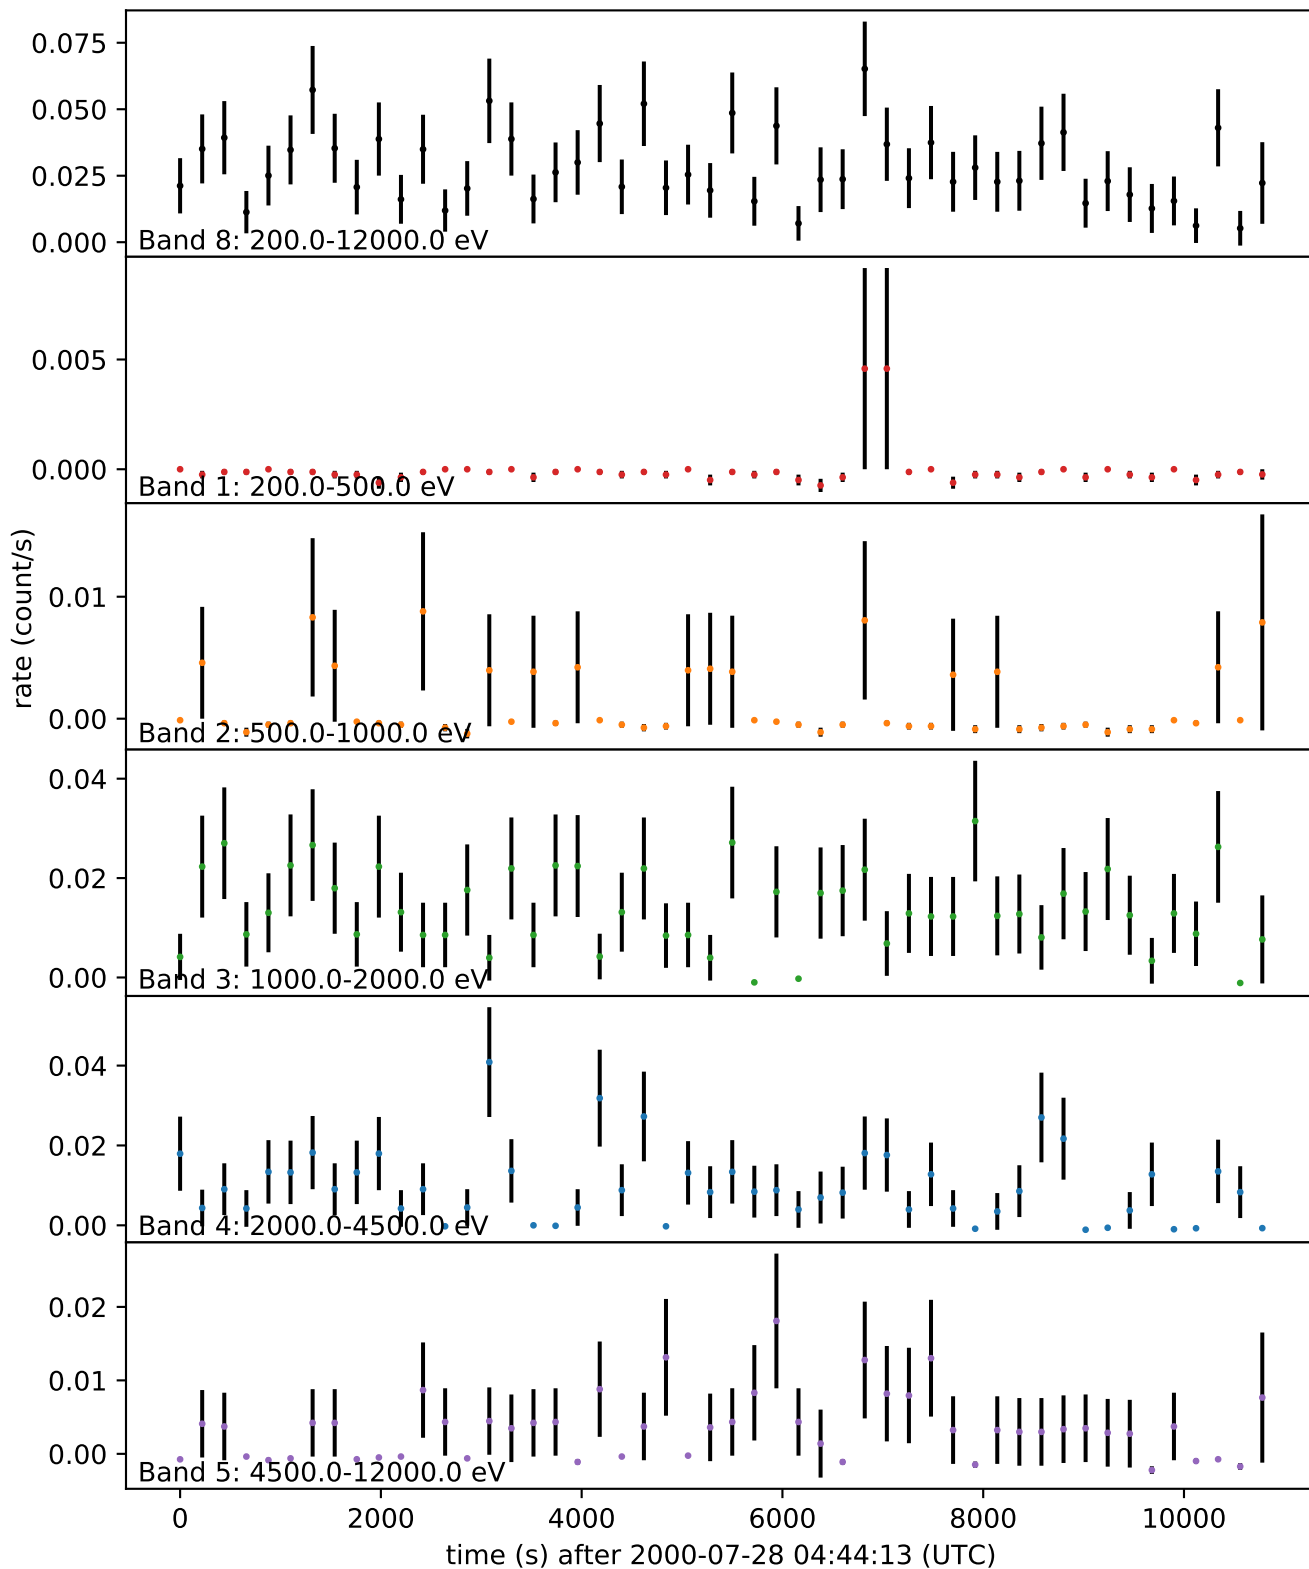 0.075
0.050
0.025
0.000
Band 8: 200.0-12000.0 eV
0.005
0.000
Band 1: 200.0-500.0 eV
rate (count/s)
0.01
0.00
Band 2: 500.0-1000.0 eV
0.04
0.02
0.00
Band 3: 1000.0-2000.0 eV
0.04
0.02
0.00
Band 4: 2000.0-4500.0 eV
0.02
0.01
0.00
Band 5: 4500.0-12000.0 eV
0 2000 4000 6000 8000 10000
time (s) after 2000-07-28 04:44:13 (UTC)